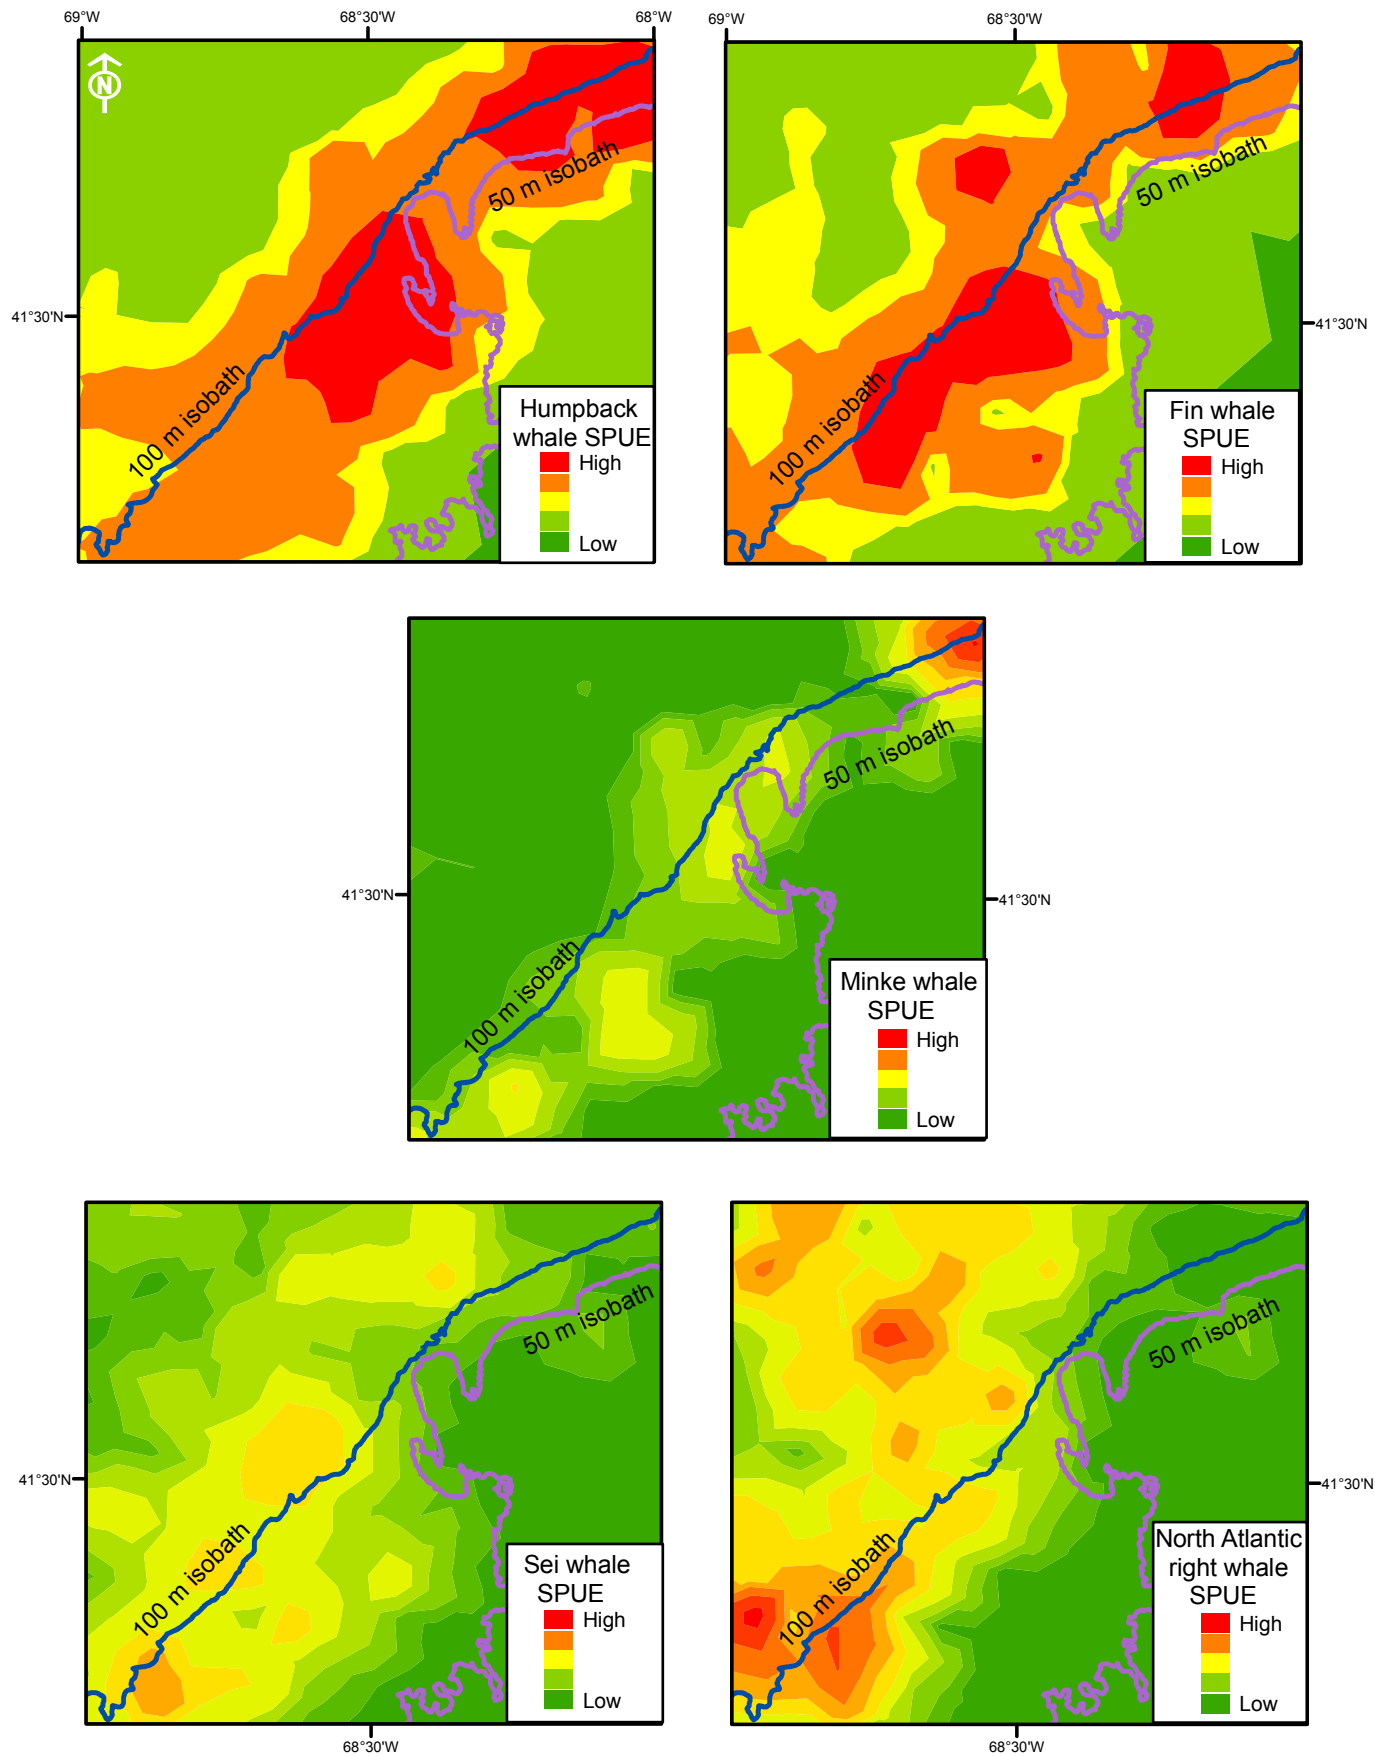 69°W
68°30'W
68°W
69°W
68°30'W
N
50 m isobath
100 m isobath
41°30'N
Humpback
whale SPUE
High
Low
50 m isobath
100 m isobath
41°30'N
Fin whale
SPUE
High
Low
50 m isobath
100 m isobath
41°30'N
41°30'N
Minke whale
SPUE
High
Low
50 m isobath
100 m isobath
41°30'N
Sei whale
SPUE
High
Low
68°30'W
50 m isobath
100 m isobath
41°30'N
North Atlantic
right whale
SPUE
High
Low
68°30'W